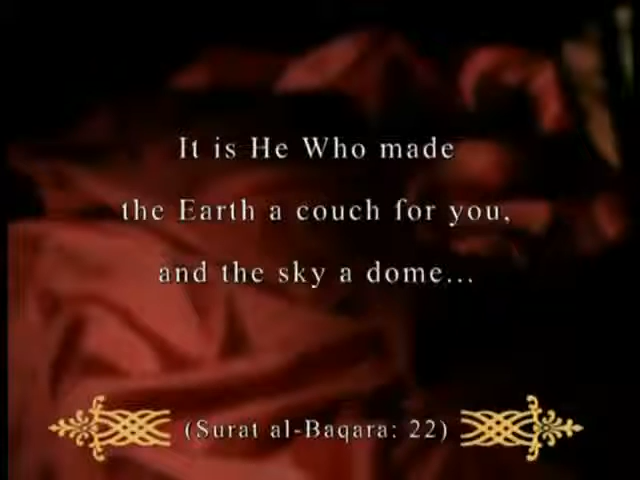 It is He Who made
the Earth a couch for you,
and the sky a dome...
(Surat al-Baqara: 22)